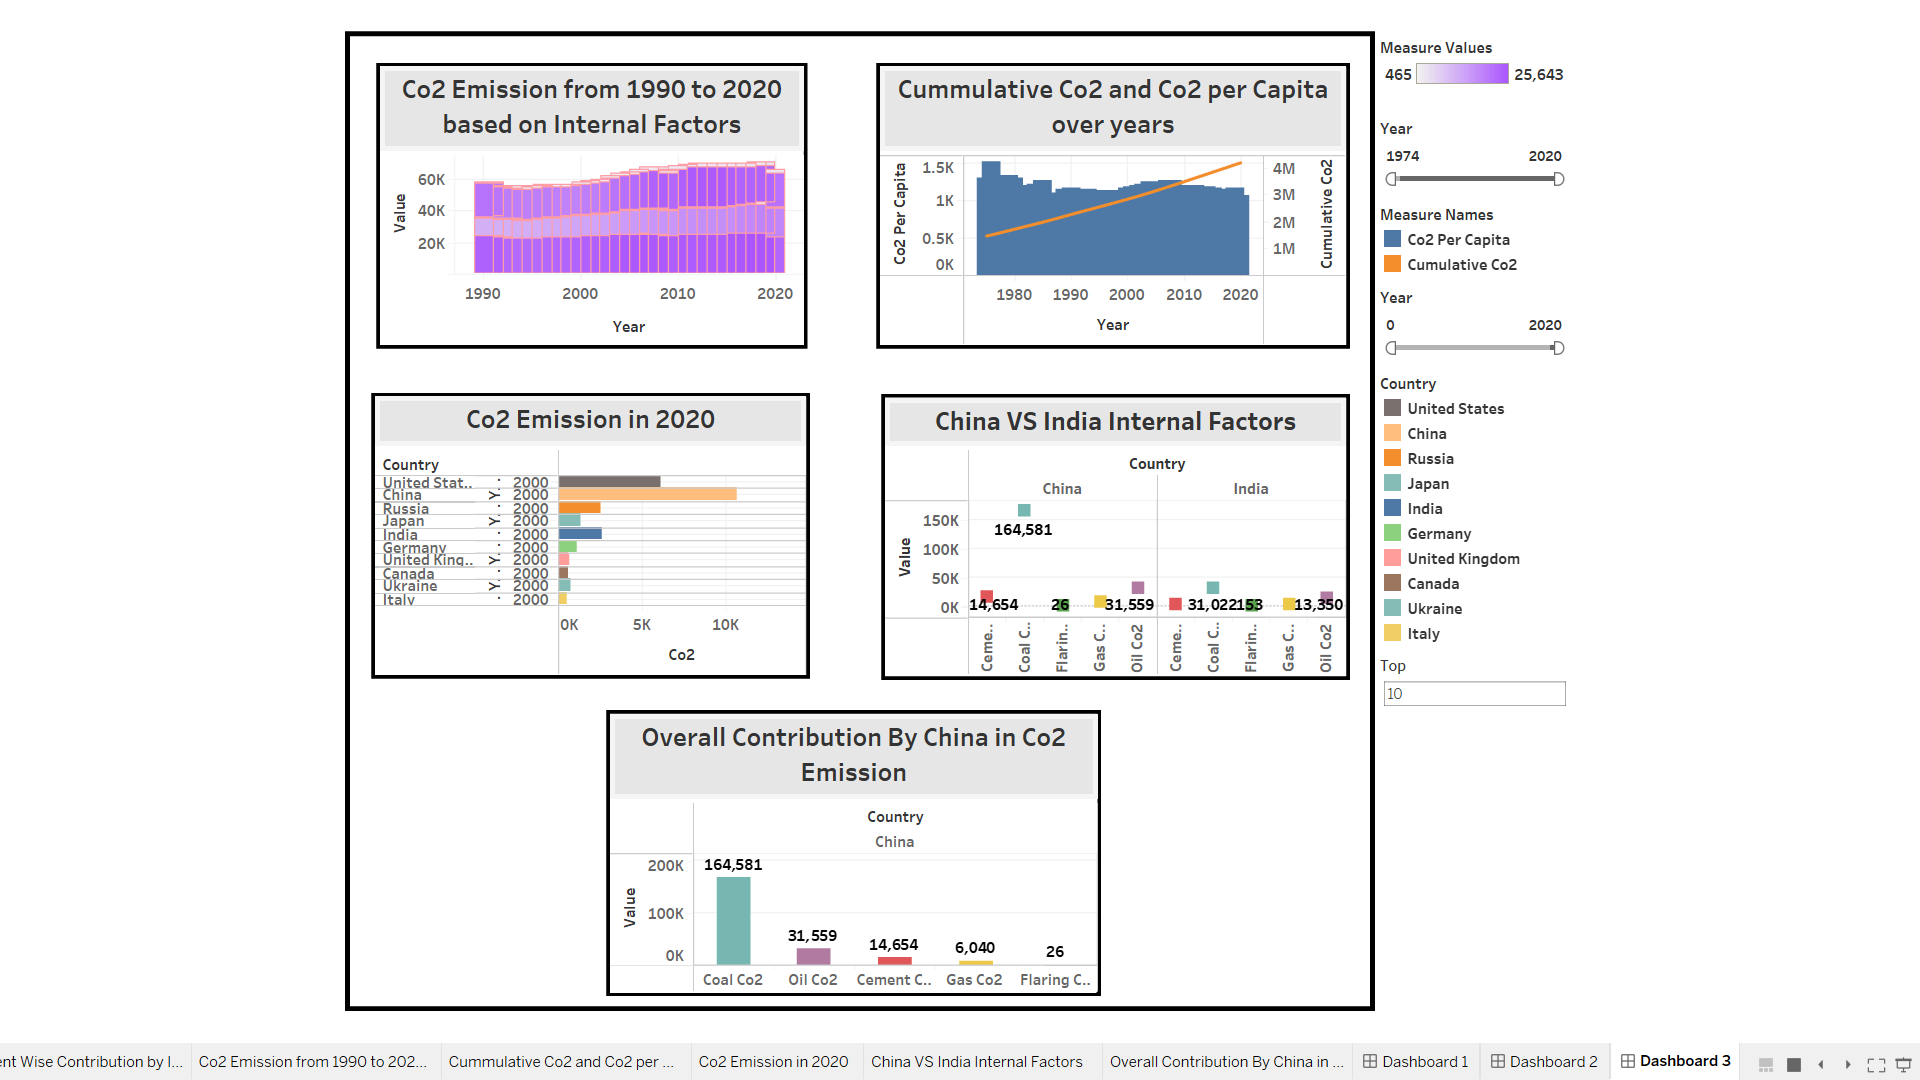 Co2 Emission from 1990 to 2020
based on Internal Factors
60K
40K
20K
Value
1990 2000 2010 2020
Year
Cummulative Co2 and Co2 per Capita
over years
Co2 Per Capita
1.5K
1K
0.5K
0K
4M
3M
2M
1M
Cumulative Co2
1980 1990 2000 2010 2020
Year
Co2 Emission in 2020
Country
United Stat.. 2000
China Y. 2000
Russia 2000
Japan Y. 2000
India 2000
Germany 2000
United King.. Y. 2000
Canada 2000
Ukraine Y. 2000
Italy 2000
0K 5K 10K
Co2
China VS India Internal Factors
Country
China India
Value
150K
100K
50K
0K
164,581
14,654 26 31,559 31,022 153 13,350
Ceme.. Coal C.. Flarin.. Gas C.. Oil Co2 Ceme.. Coal C.. Flarin.. Gas C.. Oil Co2
Overall Contribution By China in Co2
Emission
Country
China
Value
200K
100K
0K
164,581
31,559
14,654
6,040
26
Coal Co2 Oil Co2 Cement C.. Gas Co2 Flaring C..
Measure Values
465 25,643
Year
1974 2020
Measure Names
Co2 Per Capita
Cumulative Co2
Year
0 2020
Country
United States
China
Russia
Japan
India
Germany
United Kingdom
Canada
Ukraine
Italy
Top
10
ent Wise Contribution by I... Co2 Emission from 1990 to 202... Cummulative Co2 and Co2 per ... Co2 Emission in 2020 China VS India Internal Factors Overall Contribution By China in ... Dashboard 1 Dashboard 2 Dashboard 3